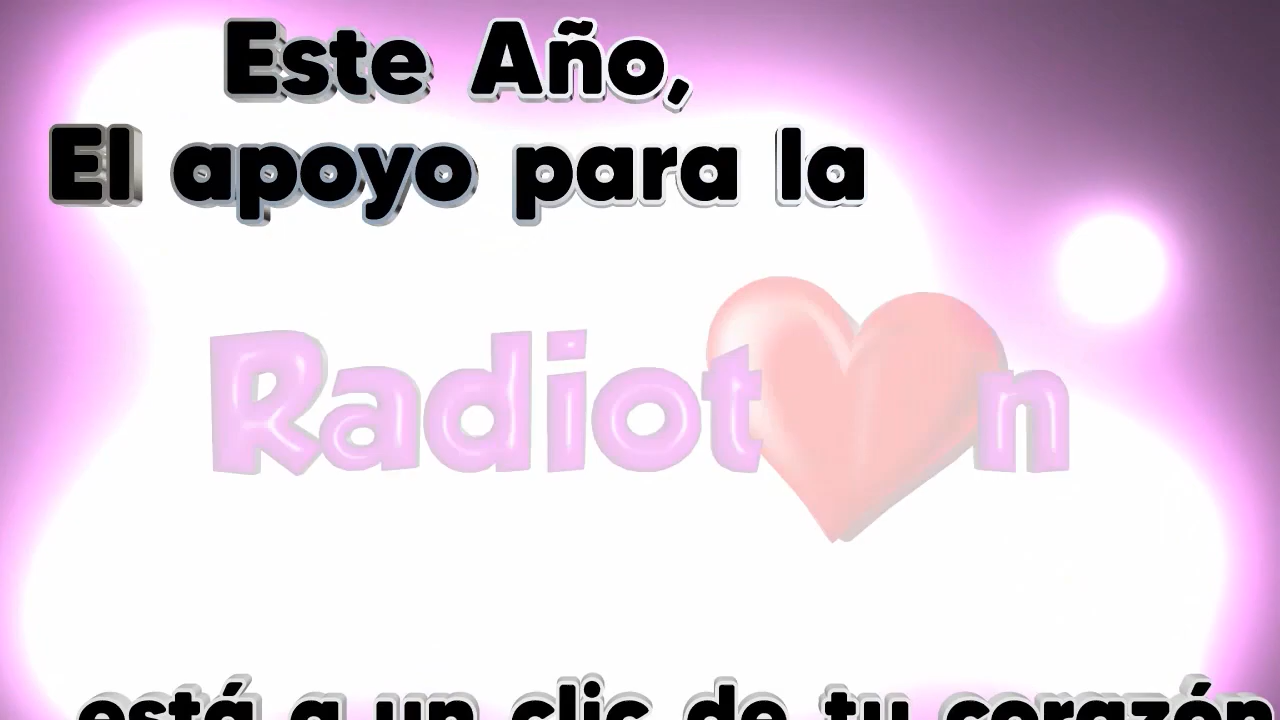 Este Año,
El apoyo para la
Radiot❤n
está a un clic de tu corazón